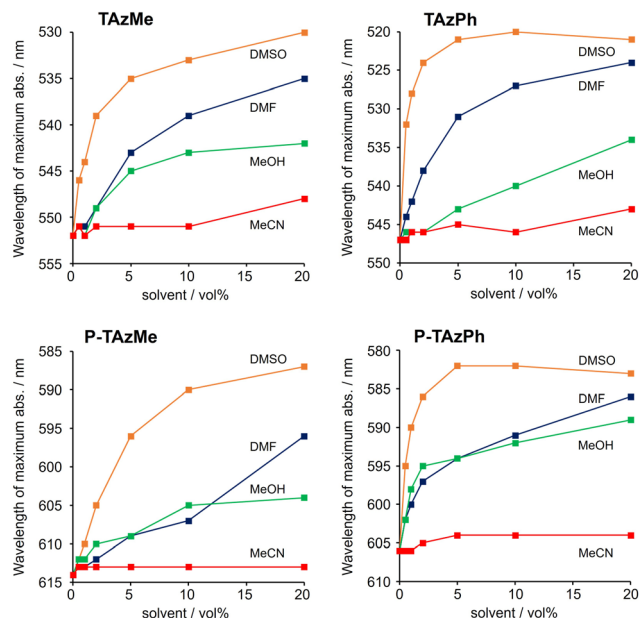 TAzMe
Wavelength of maximum abs. / nm
530
535
540
545
550
555
DMSO
DMF
MeOH
MeCN
0
5
10
15
20
solvent / vol%
TAzPh
Wavelength of maximum abs. / nm
520
525
530
535
540
545
550
DMSO
DMF
MeOH
MeCN
0
5
10
15
20
solvent / vol%
P-TAzMe
Wavelength of maximum abs. / nm
585
590
595
600
605
610
615
DMSO
DMF
MeOH
MeCN
0
5
10
15
20
solvent / vol%
P-TAzPh
Wavelength of maximum abs. / nm
580
585
590
595
600
605
610
DMSO
DMF
MeOH
MeCN
0
5
10
15
20
solvent / vol%